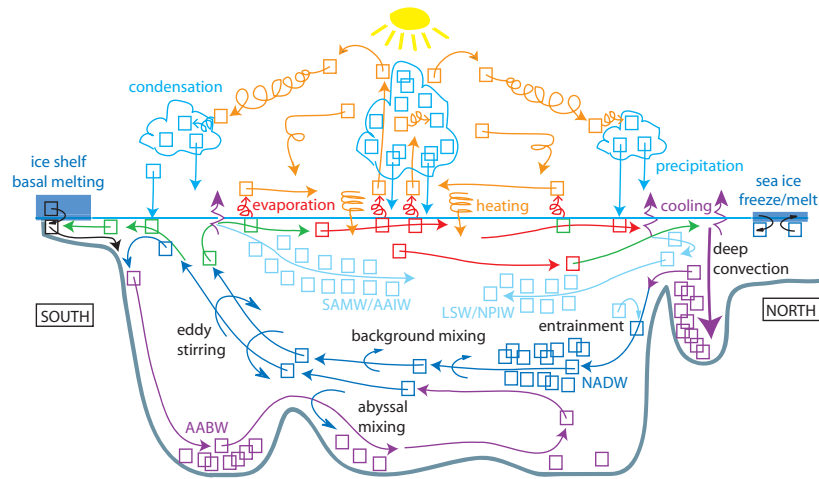 condensation
ice shelf
basal melting
precipitation
evaporation
heating
cooling
sea ice
freeze/melt
deep
convection
SAMW/AAIW
LSW/NPIW
SOUTH
NORTH
eddy
stirring
background mixing
entrainment
NADW
abyssal
mixing
AABW